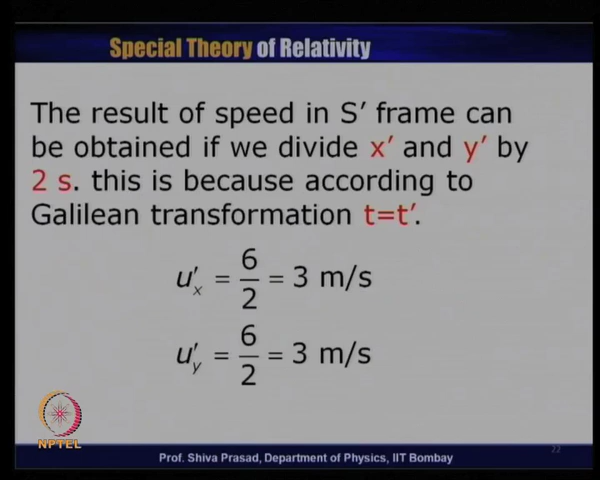 Special Theory of Relativity
The result of speed in S′ frame can
be obtained if we divide x′ and y′ by
2 s. this is because according to
Galilean transformation t=t′.
u′x = 6/2 = 3 m/s
u′y = 6/2 = 3 m/s
NPTEL
Prof. Shiva Prasad, Department of Physics, IIT Bombay
22